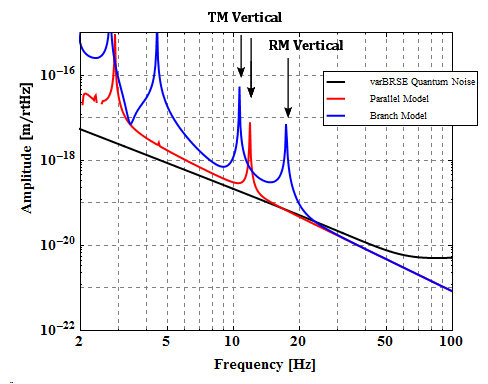 TM Vertical
RM Vertical
10−16
10−18
10−20
10−22
Amplitude [m/rtHz]
varBRSE Quantum Noise
Parallel Model
Branch Model
2 5 10 20 50 100
Frequency [Hz]